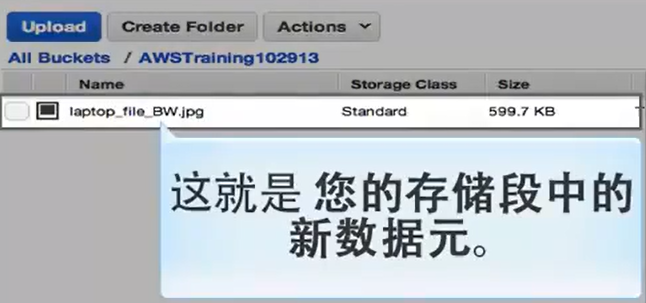 Upload Create Folder Actions
All Buckets / AWSTraining102913
Name Storage Class Size
laptop_file_BW.jpg Standard 599.7 KB
这就是 您的存储段中的
新数据元。